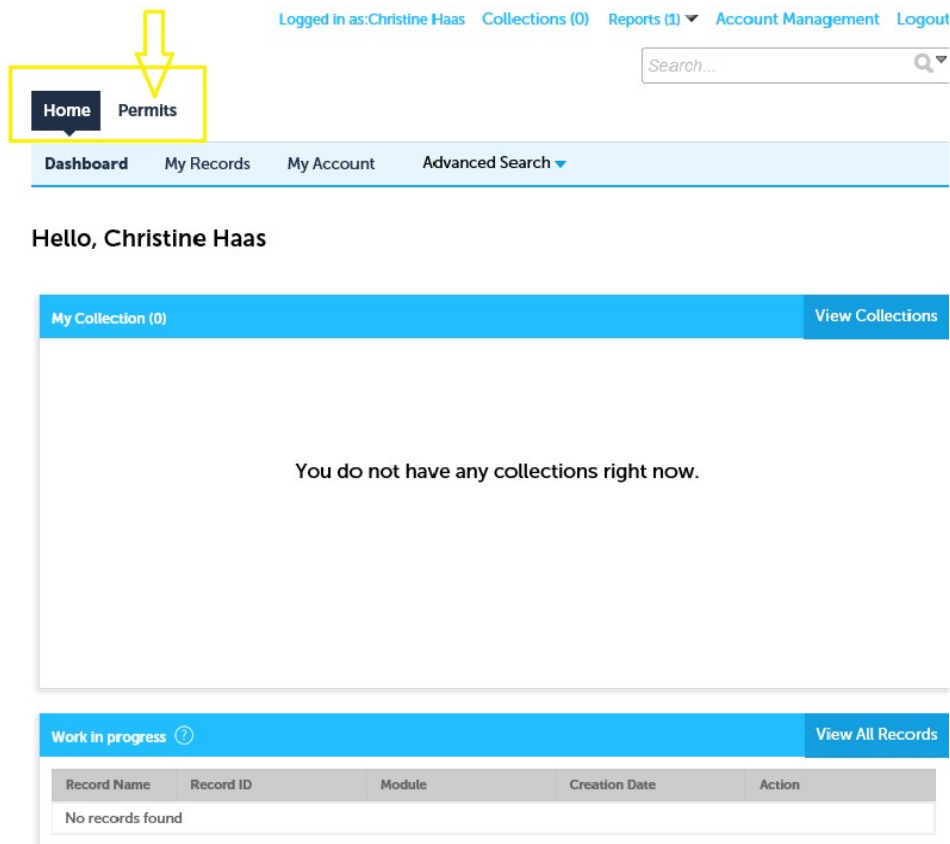 Logged in as:Christine Haas Collections (0) Reports (1) Account Management Logout
Search...
Home Permits
Dashboard My Records My Account Advanced Search
Hello, Christine Haas
My Collection (0) View Collections
You do not have any collections right now.
Work in progress ? View All Records
Record Name Record ID Module Creation Date Action
No records found